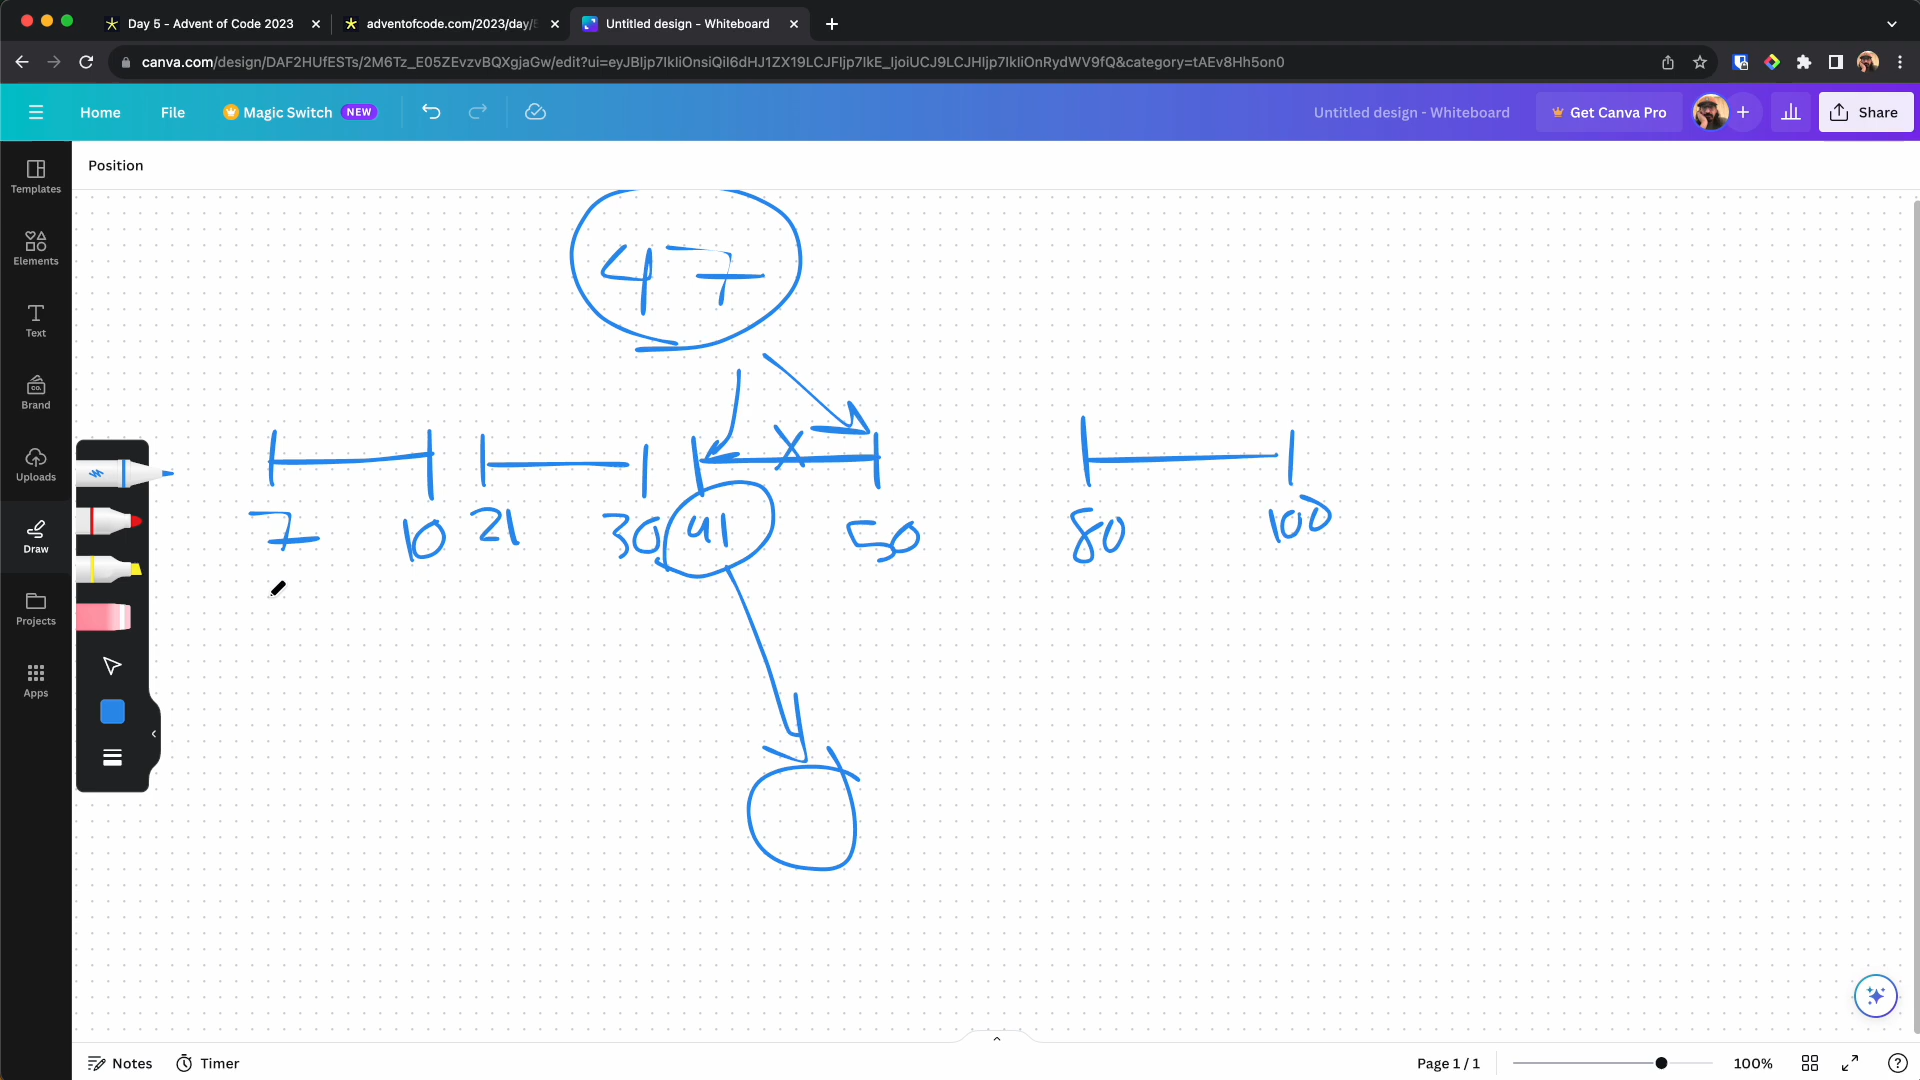 Day 5 - Advent of Code 2023
adventofcode.com/2023/day/5
Untitled design - Whiteboard
canva.com/design/DAF2HUfESTs/2M6Tz_E05ZEvzvBQXgjaGw/edit?ui=eyJBIjp7IkIiOnsiQiI6dHJ1ZX19LCJFIjp7IkE_IjoiUCJ9LCJHIjp7IkIiOnRydWV9fQ&category=tAEv8Hh5on0
Home
File
Magic Switch NEW
Untitled design - Whiteboard
Get Canva Pro
Share
Templates
Elements
Text
Brand
Uploads
Draw
Projects
Apps
Position
47
X
7 10 21 30 41 50 80 100
Notes
Timer
Page 1 / 1
100%